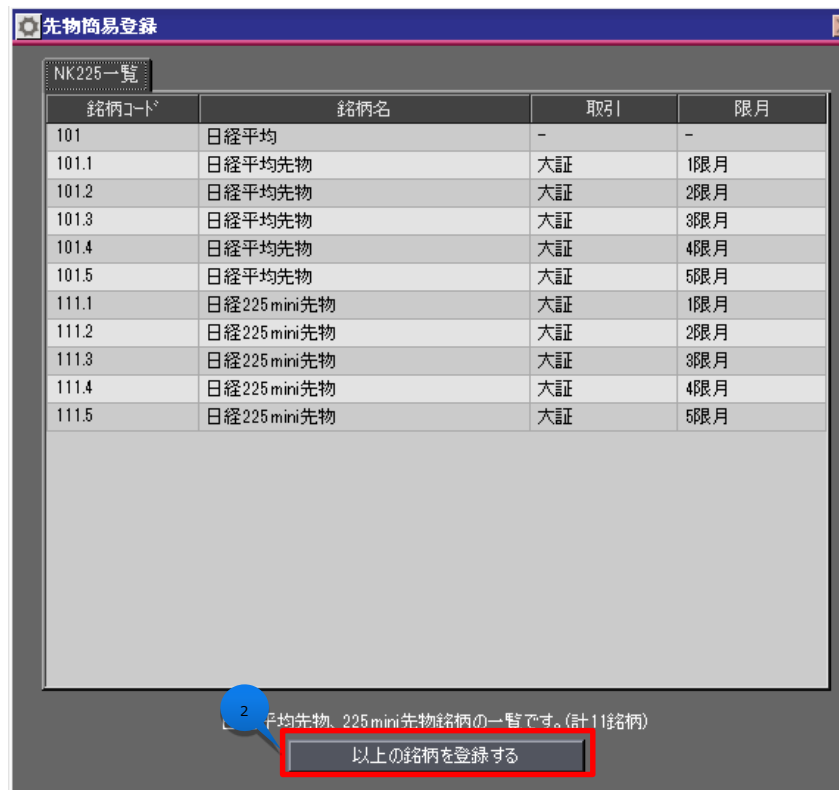 先物簡易登録
NK225一覧
銘柄コード 銘柄名 取引 限月
101 日経平均 - -
101.1 日経平均先物 大証 1限月
101.2 日経平均先物 大証 2限月
101.3 日経平均先物 大証 3限月
101.4 日経平均先物 大証 4限月
101.5 日経平均先物 大証 5限月
111.1 日経225mini先物 大証 1限月
111.2 日経225mini先物 大証 2限月
111.3 日経225mini先物 大証 3限月
111.4 日経225mini先物 大証 4限月
111.5 日経225mini先物 大証 5限月
2
平均先物、225mini先物銘柄の一覧です。(計11銘柄)
以上の銘柄を登録する